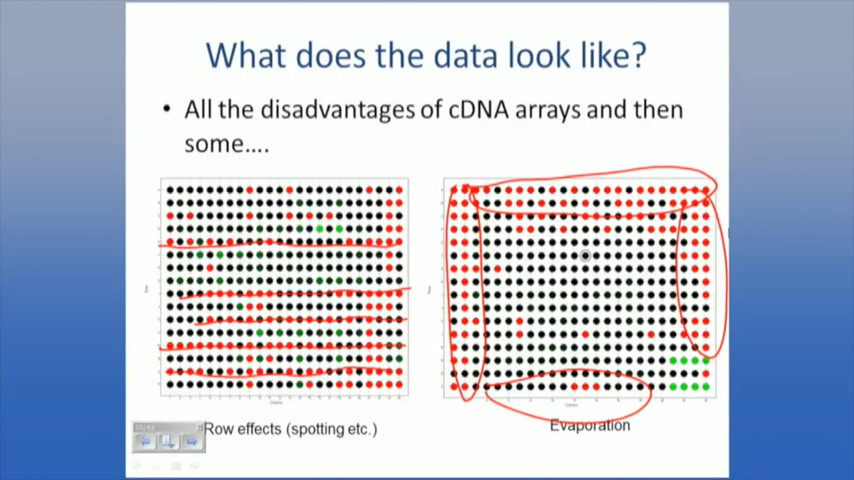 What does the data look like?
• All the disadvantages of cDNA arrays and then
some....
Row effects (spotting etc.)
Evaporation